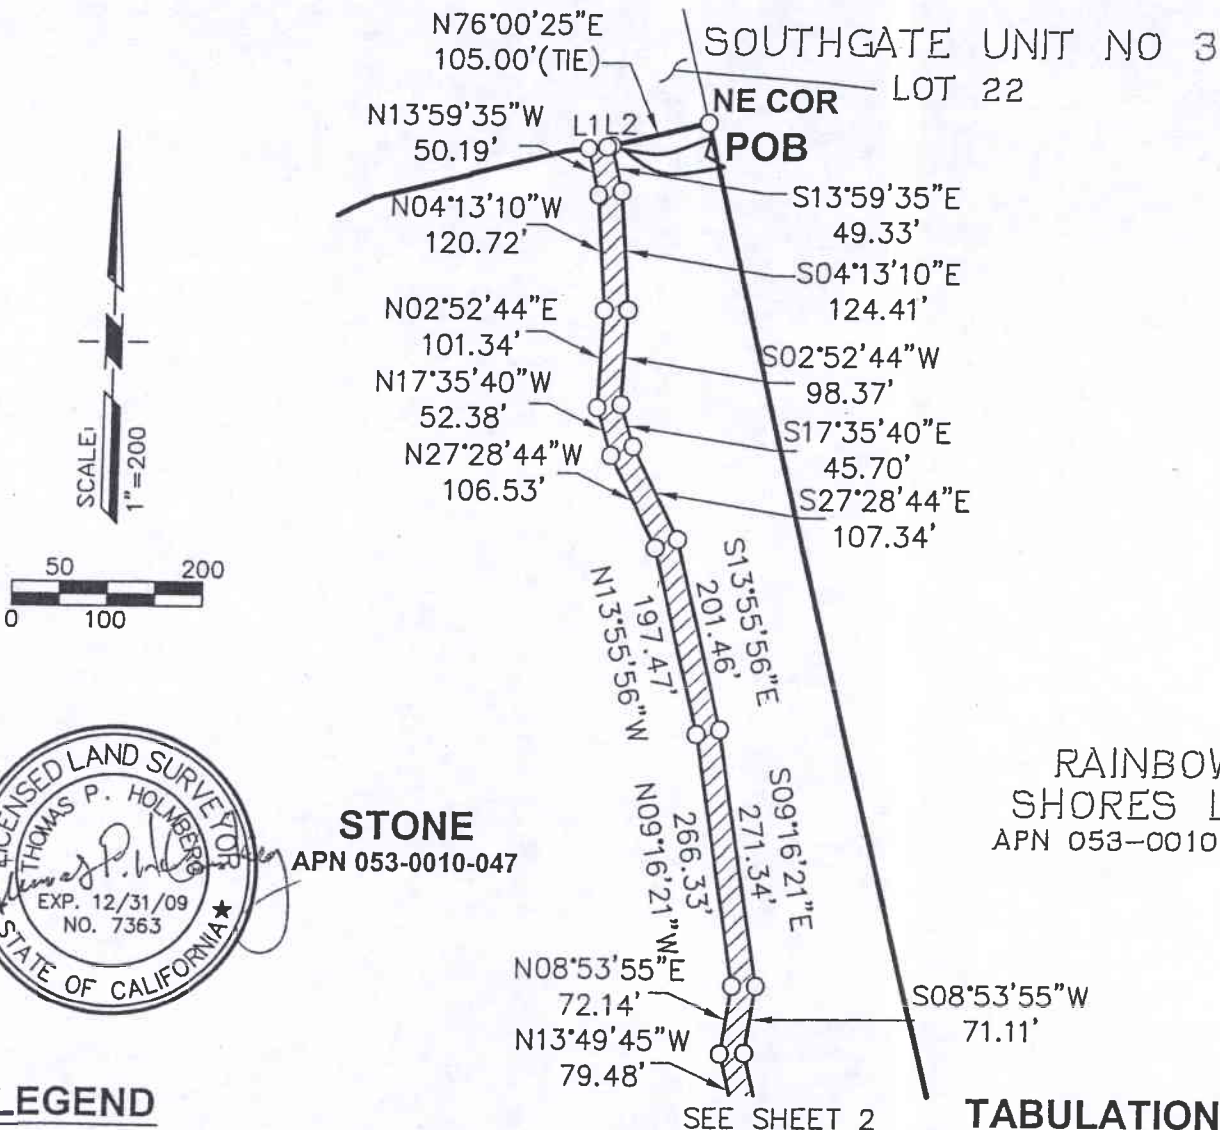 N76°00'25"E
105.00'(TIE)
SOUTHGATE UNIT NO 3
LOT 22
NE COR
POB
N13°59'35"W
50.19'
L1 L2
S13°59'35"E
49.33'
N04°13'10"W
120.72'
S04°13'10"E
124.41'
N02°52'44"E
101.34'
S02°52'44"W
98.37'
N17°35'40"W
52.38'
S17°35'40"E
45.70'
N27°28'44"W
106.53'
S27°28'44"E
107.34'
SCALE:
1"=200
50 200
0 100
S13°55'56"E
201.46'
197.47'
N13°55'56"W
S09°16'21"E
271.34'
266.33'
N09°16'21"W
RAINBOW
SHORES L
APN 053-0010
STONE
APN 053-0010-047
LICENSED LAND SURVEYOR
THOMAS P. HOLMBERG
EXP. 12/31/09
NO. 7363
STATE OF CALIFORNIA
N08°53'55"E
72.14'
S08°53'55"W
71.11'
N13°49'45"W
79.48'
LEGEND
SEE SHEET 2
TABULATION